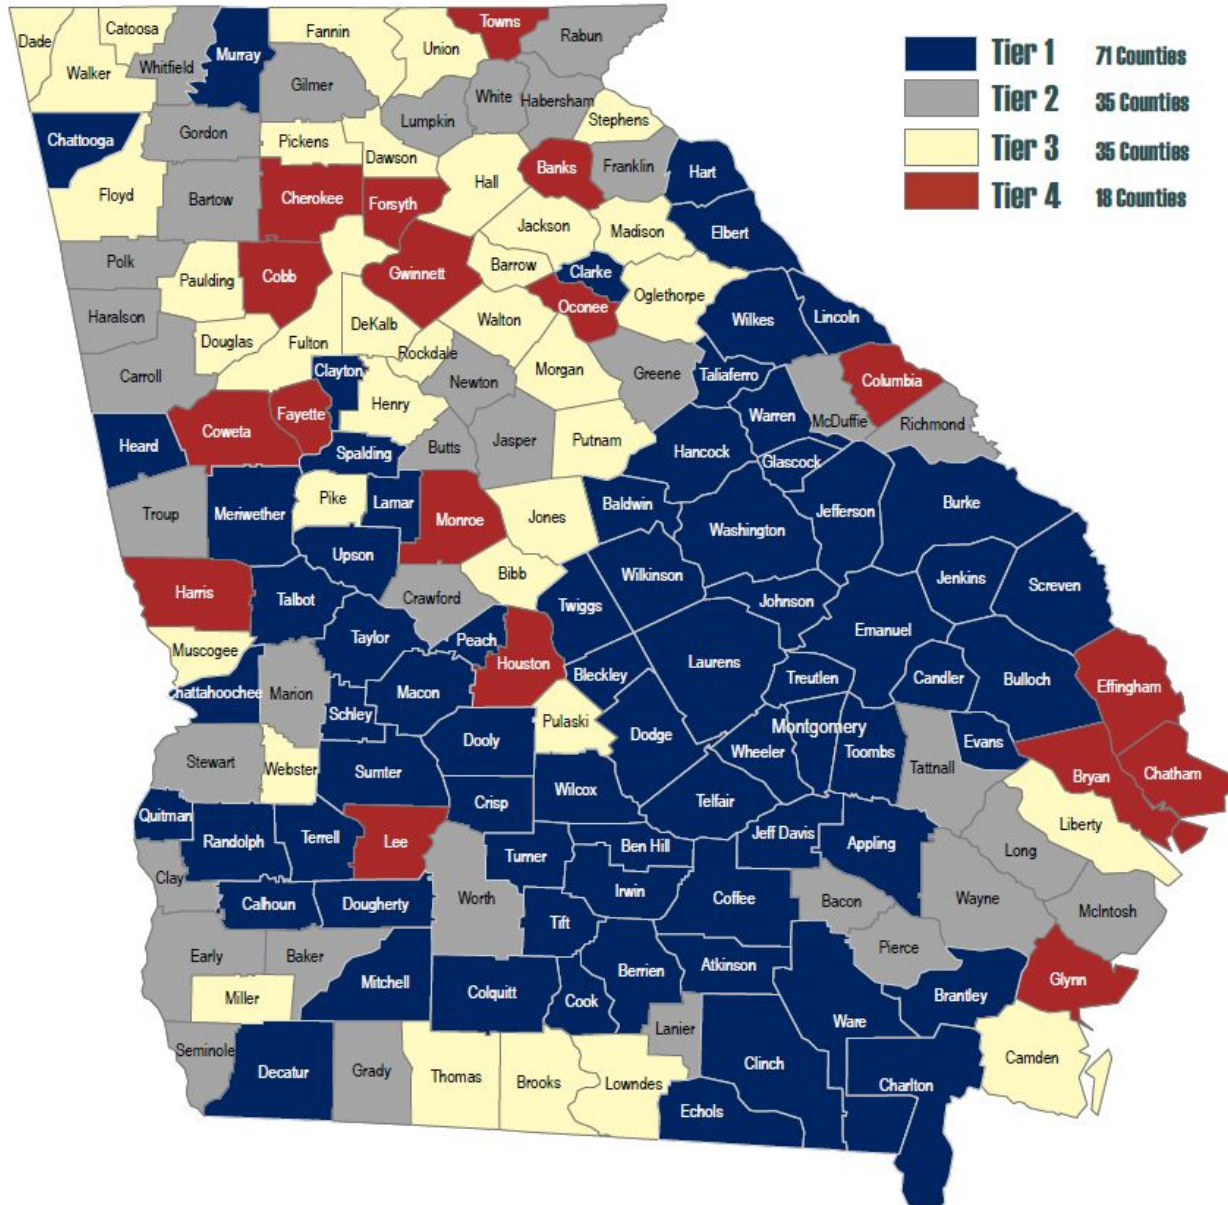 Tier 1 71 Counties
Tier 2 35 Counties
Tier 3 35 Counties
Tier 4 18 Counties
Dade
Catoosa
Walker
Whitfield
Murray
Fannin
Gilmer
Union
Towns
Rabun
White
Habersham
Lumpkin
Stephens
Chattooga
Gordon
Pickens
Dawson
Banks
Franklin
Hart
Floyd
Bartow
Cherokee
Forsyth
Hall
Jackson
Madison
Elbert
Polk
Paulding
Cobb
Gwinnett
Barrow
Clarke
Oconee
Oglethorpe
Haralson
Douglas
Fulton
DeKalb
Rockdale
Walton
Morgan
Wilkes
Lincoln
Carroll
Clayton
Henry
Newton
Greene
Taliaferro
Columbia
Warren
McDuffie
Richmond
Heard
Coweta
Fayette
Spalding
Butts
Jasper
Putnam
Hancock
Glascock
Troup
Meriwether
Pike
Lamar
Monroe
Jones
Baldwin
Washington
Jefferson
Burke
Upson
Bibb
Wilkinson
Jenkins
Screven
Harris
Talbot
Crawford
Twiggs
Johnson
Emanuel
Muscogee
Taylor
Peach
Houston
Bleckley
Laurens
Treutlen
Candler
Bulloch
Effingham
Chattahoochee
Marion
Schley
Macon
Pulaski
Dooly
Dodge
Wheeler
Montgomery
Toombs
Tattnall
Evans
Bryan
Chatham
Stewart
Webster
Sumter
Crisp
Wilcox
Telfair
Liberty
Quitman
Randolph
Terrell
Lee
Turner
Ben Hill
Jeff Davis
Appling
Long
Clay
Calhoun
Dougherty
Worth
Irwin
Tift
Coffee
Bacon
Wayne
McIntosh
Early
Baker
Mitchell
Pierce
Miller
Colquitt
Cook
Berrien
Atkinson
Ware
Brantley
Glynn
Seminole
Decatur
Grady
Thomas
Brooks
Lowndes
Lanier
Clinch
Echols
Charlton
Camden